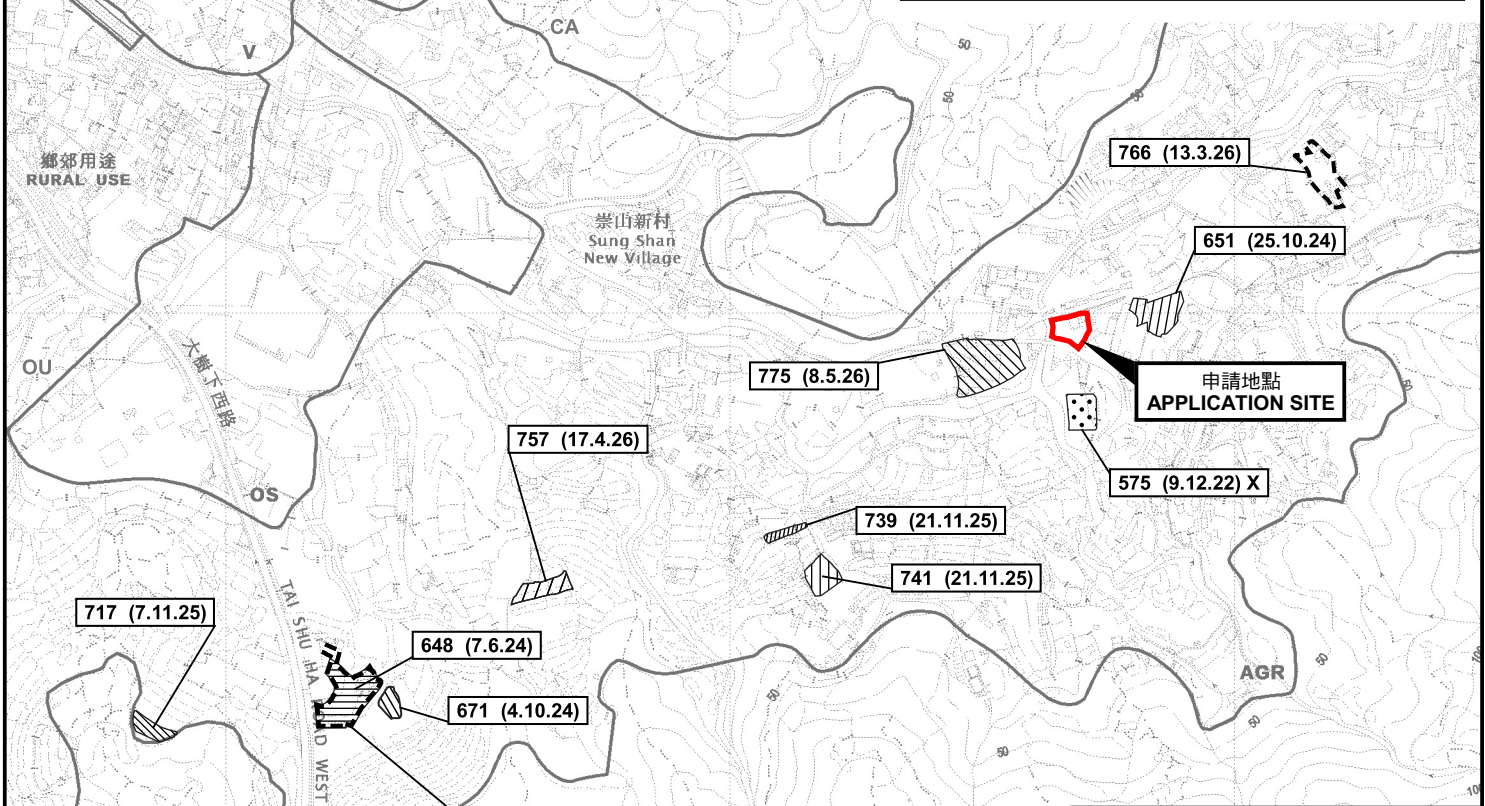 CA
V
50
50
50
鄉郊用途
RURAL USE
766 (13.3.26)
崇山新村
Sung Shan
New Village
651 (25.10.24)
OU
大樹下西路
775 (8.5.26)
申請地點
APPLICATION SITE
50
757 (17.4.26)
575 (9.12.22) X
OS
739 (21.11.25)
741 (21.11.25)
717 (7.11.25)
TAI SHU HA ROAD WEST
648 (7.6.24)
671 (4.10.24)
AGR
50
50
50
50
100
100